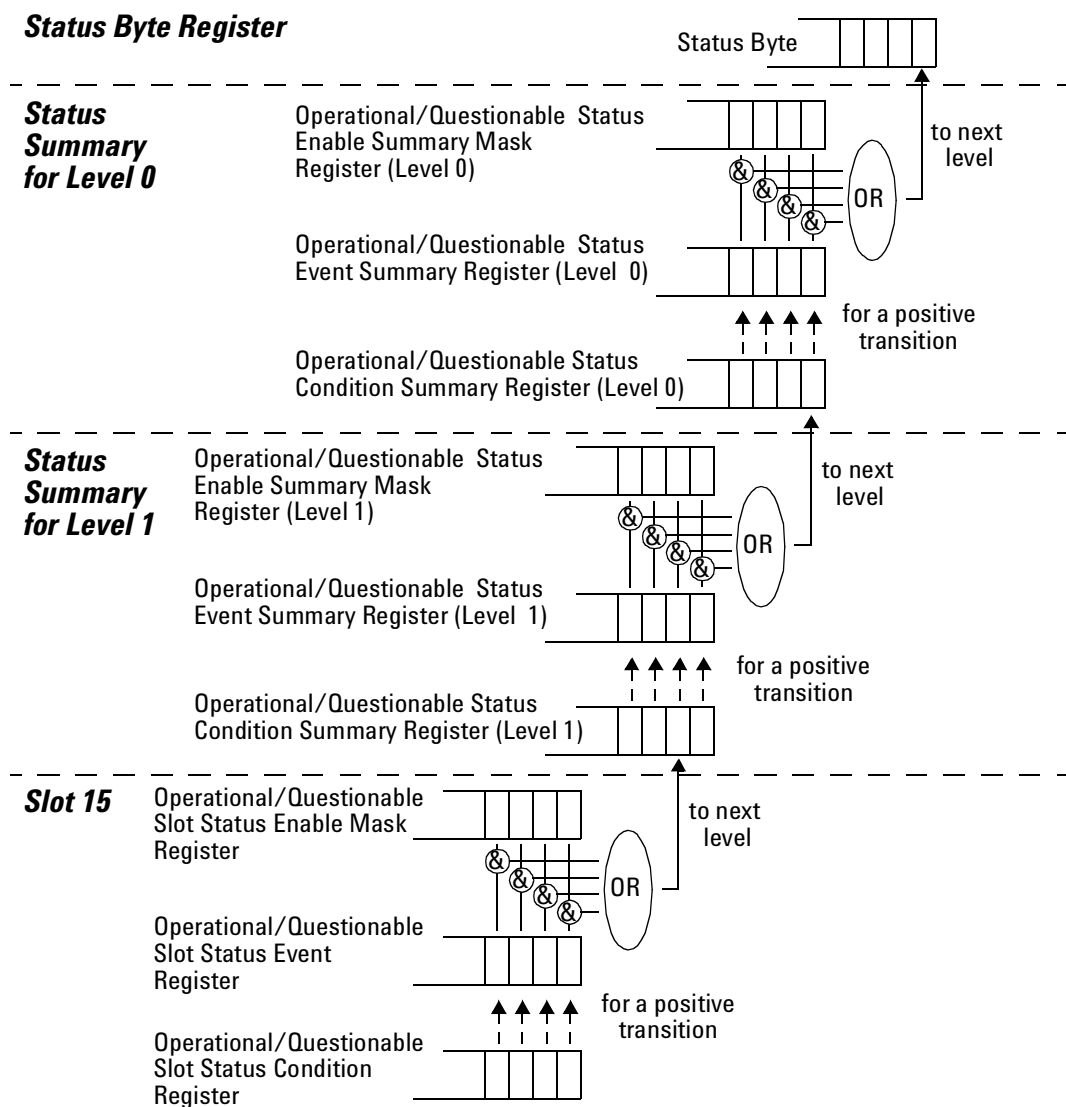 Status Byte Register
Status Byte
Status
Summary
for Level 0
Operational/Questionable Status
Enable Summary Mask
Register (Level 0)
to next
level
&
&
&
&
OR
Operational/Questionable Status
Event Summary Register (Level 0)
for a positive
transition
Operational/Questionable Status
Condition Summary Register (Level 0)
Status
Summary
for Level 1
Operational/Questionable Status
Enable Summary Mask
Register (Level 1)
to next
level
&
&
&
&
OR
Operational/Questionable Status
Event Summary Register (Level 1)
for a positive
transition
Operational/Questionable Status
Condition Summary Register (Level 1)
Slot 15
Operational/Questionable
Slot Status Enable Mask
Register
to next
level
&
&
&
&
OR
Operational/Questionable
Slot Status Event
Register
for a positive
transition
Operational/Questionable
Slot Status Condition
Register